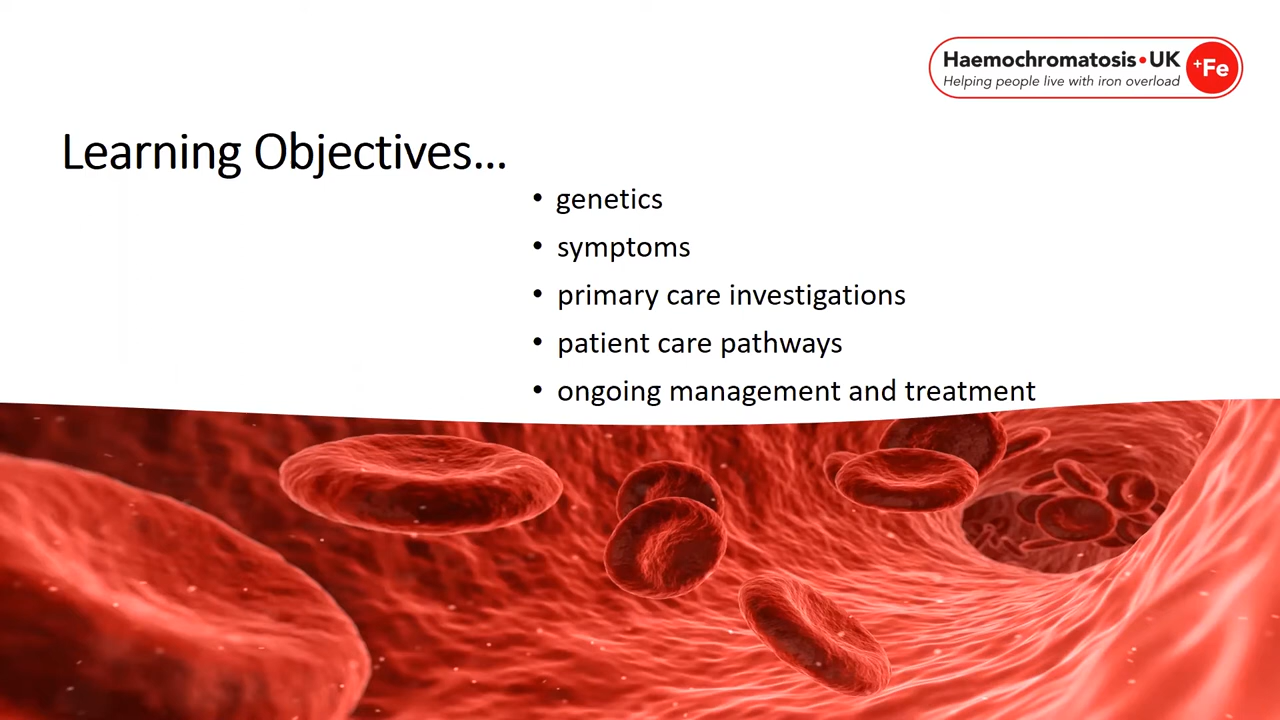 Haemochromatosis•UK
Helping people live with iron overload
+Fe
Learning Objectives...
• genetics
• symptoms
• primary care investigations
• patient care pathways
• ongoing management and treatment